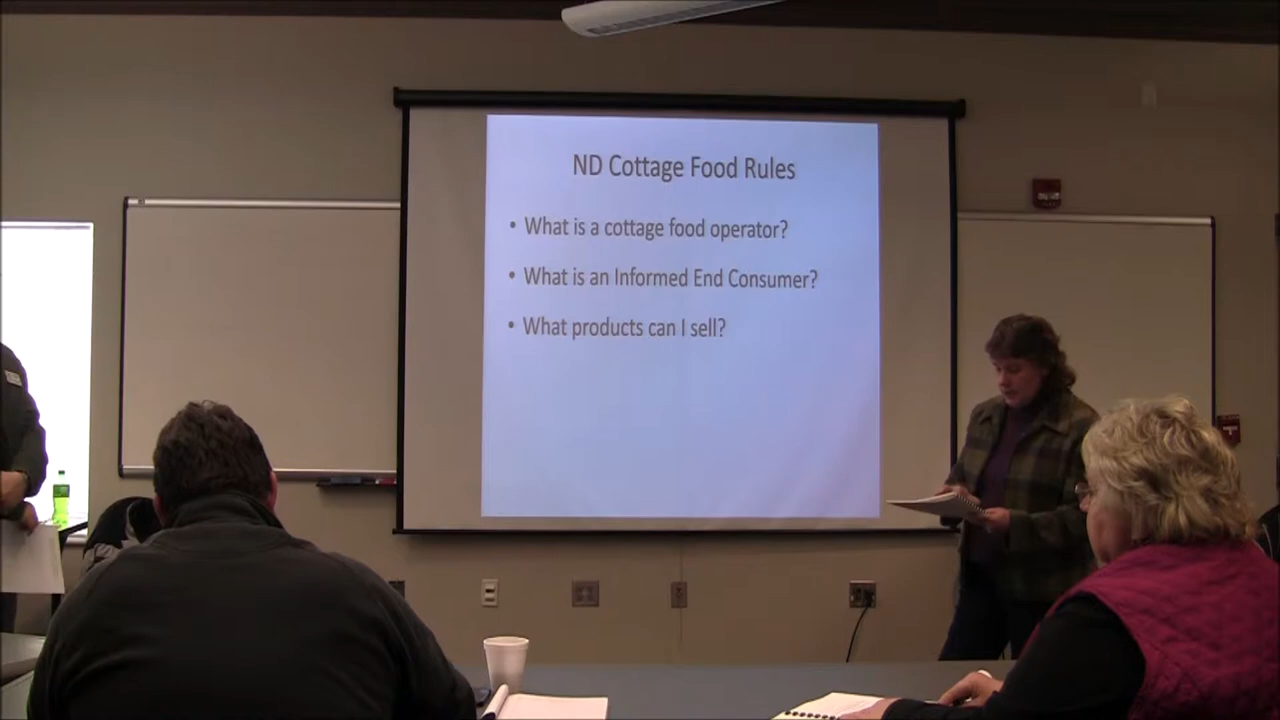 ND Cottage Food Rules
• What is a cottage food operator?
• What is an Informed End Consumer?
• What products can I sell?